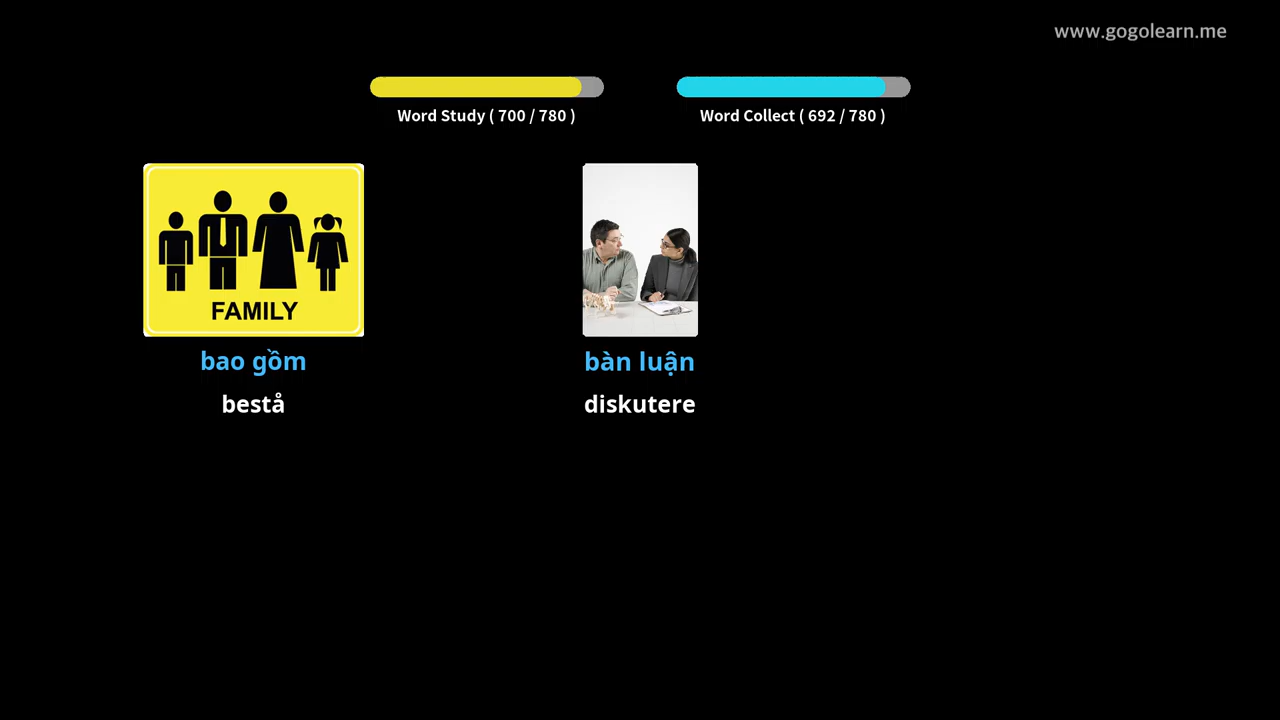 www.gogolearn.me
Word Study ( 700 / 780 )
Word Collect ( 692 / 780 )
FAMILY
bao gồm
bestå
bàn luận
diskutere